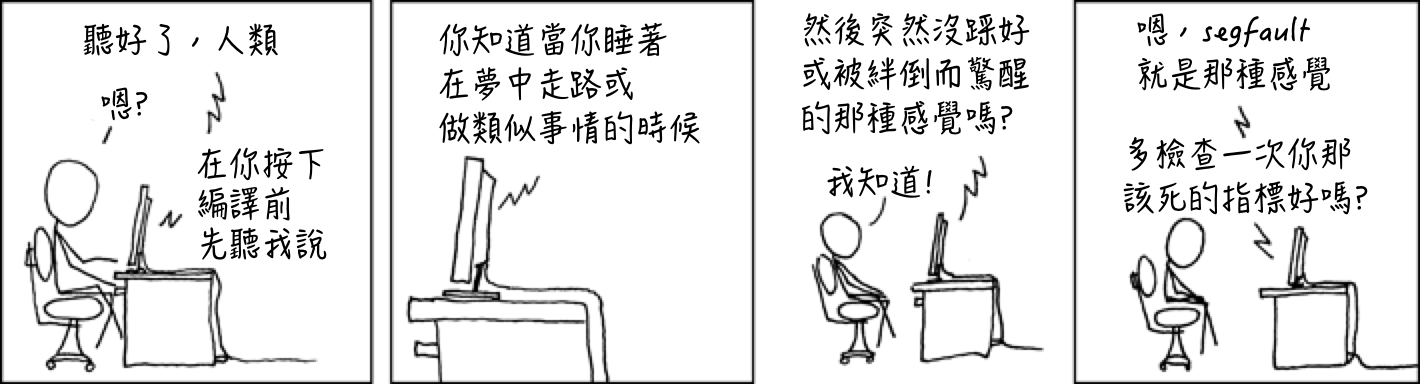 聽好了，人類
嗯?
在你按下
編譯前
先聽我說
你知道當你睡著
在夢中走路或
做類似事情的時候
然後突然沒踩好
或被絆倒而驚醒
的那種感覺嗎?
我知道!
嗯，segfault
就是那種感覺
多檢查一次你那
該死的指標好嗎?